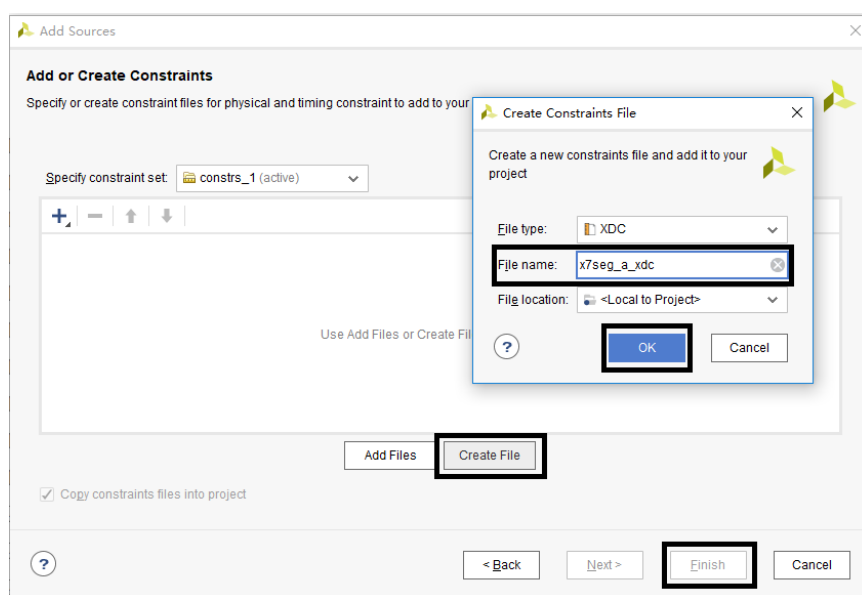 Add Sources
Add or Create Constraints
Specify or create constraint files for physical and timing constraint to add to your
Specify constraint set: constrs_1 (active)
Use Add Files or Create Fil
Add Files
Create File
Copy constraints files into project
? < Back Next > Finish Cancel
Create Constraints File
Create a new constraints file and add it to your
project
File type: XDC
File name: x7seg_a_xdc
File location: <Local to Project>
? OK Cancel